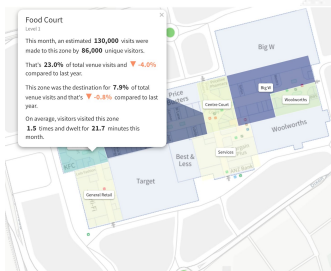 Food Court
Level 1
This month, an estimated 130,000 visits were
made to this zone by 86,000 unique visitors.
That's 23.0% of total venue visits and ▼ -4.0%
compared to last year.
This zone was the destination for 7.9% of total
venue visits and that's ▼ -0.8% compared to last
year.
On average, visitors visited this zone
1.5 times and dwell for 21.7 minutes this
month.
Big W
Price
Big W
Woolworths
Centre Court
Woolworths
Services
Best &
Less
KFC
Target
General Retail
ANZ Bank